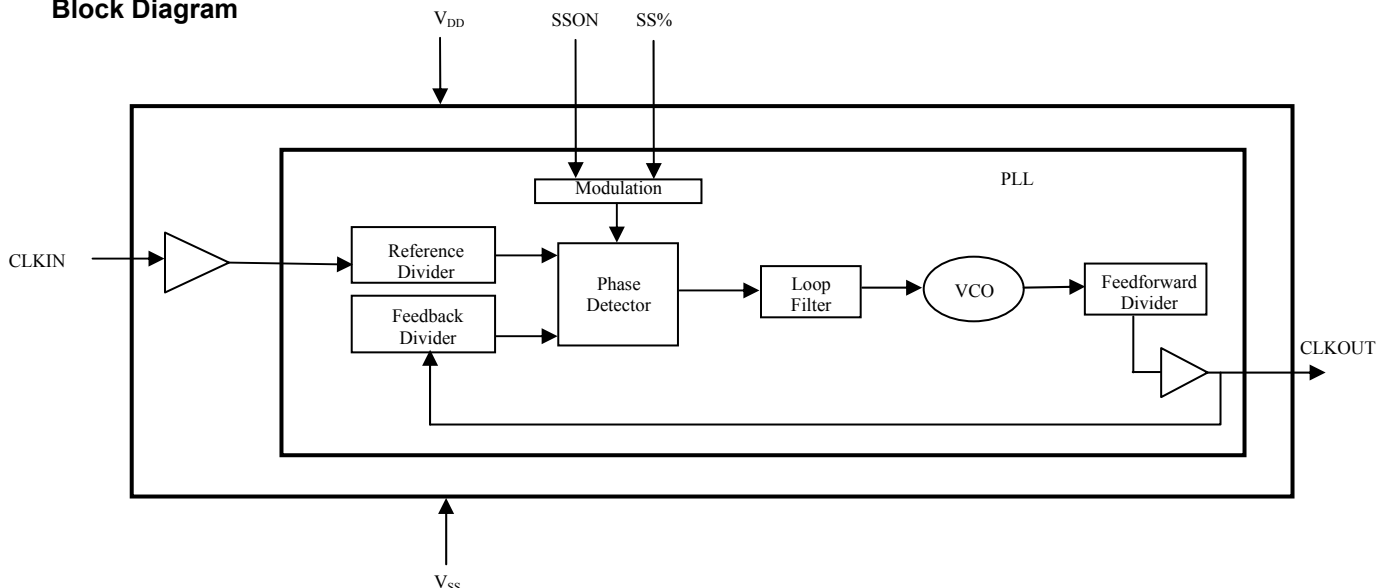 Block Diagram
VDD
SSON
SS%
Modulation
PLL
CLKIN
Reference
Divider
Feedback
Divider
Phase
Detector
Loop
Filter
VCO
Feedforward
Divider
CLKOUT
VSS